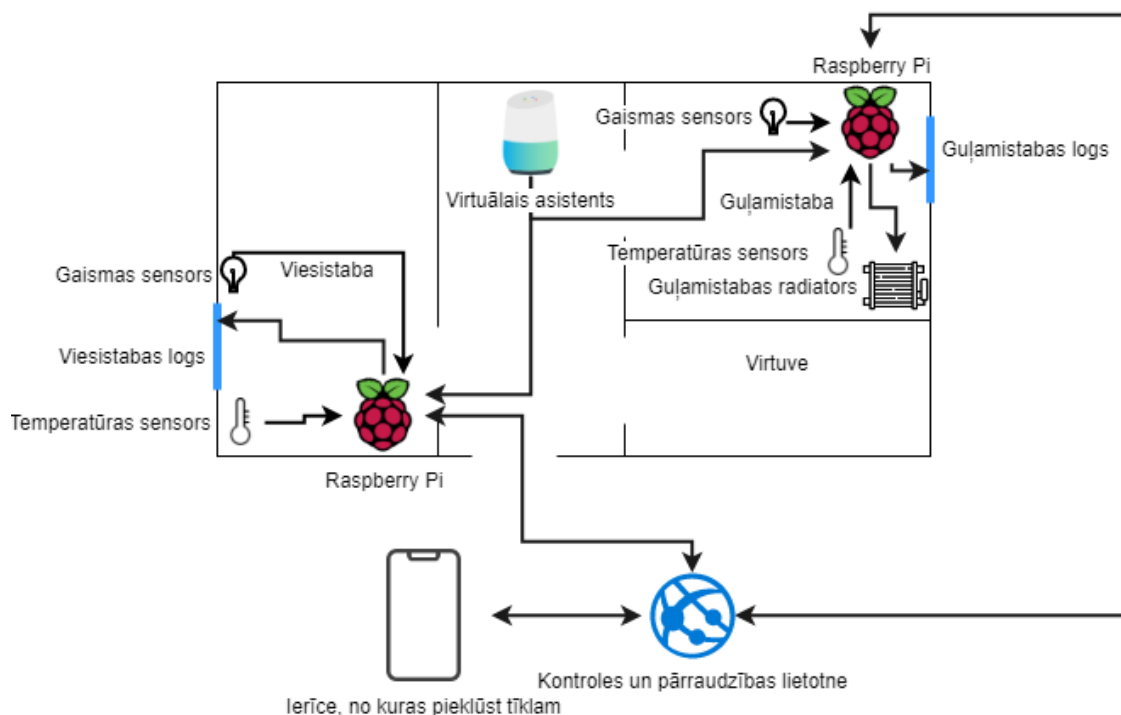 Raspberry Pi
Gaismas sensors
Guļamistabas logs
Virtuālais asistents
Guļamistaba
Temperatūras sensors
Gaismas sensors
Viesistaba
Guļamistabas radiators
Viesistabas logs
Virtuve
Temperatūras sensors
Raspberry Pi
Kontroles un pārraudzības lietotne
Ierīce, no kuras piekļūst tīklam